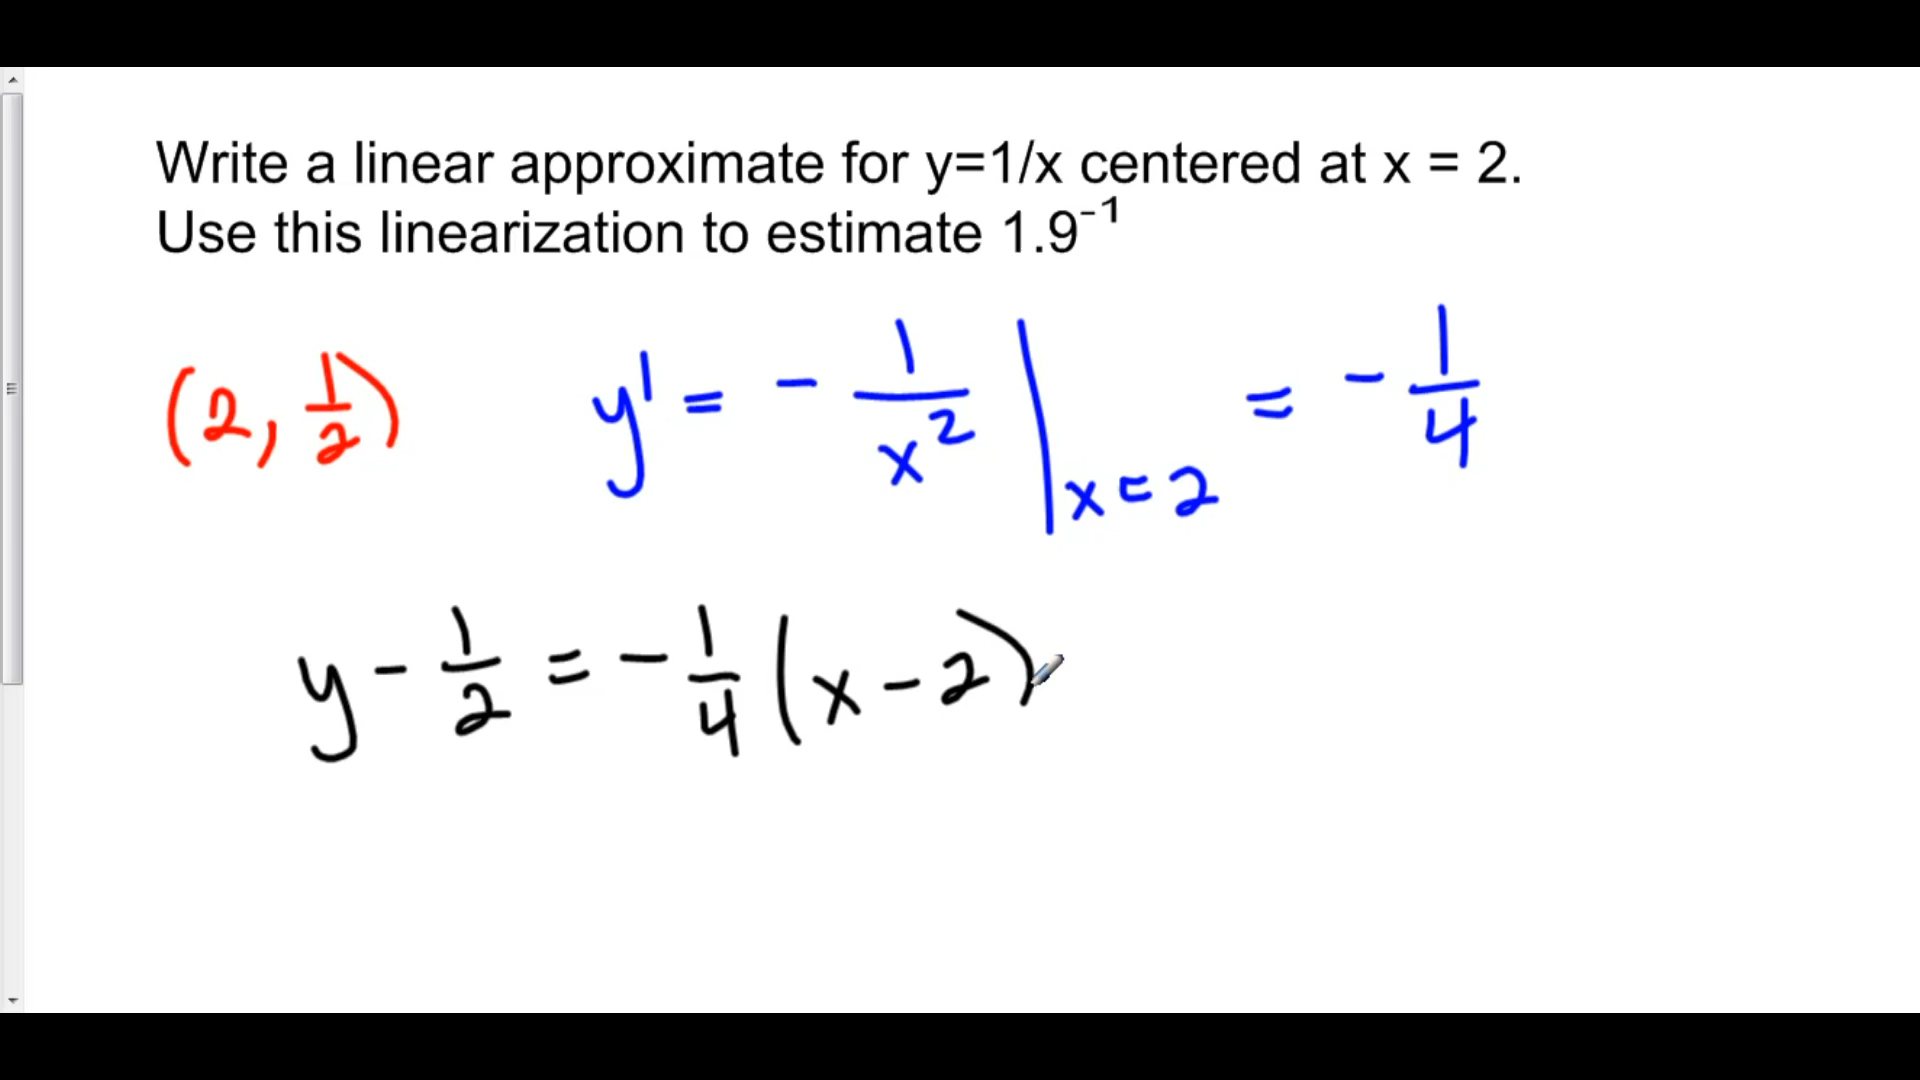 Write a linear approximate for y=1/x centered at x = 2.
Use this linearization to estimate 1.9⁻¹
(2, 1/2) y' = - 1/x² |x=2 = - 1/4
y - 1/2 = - 1/4 (x - 2)